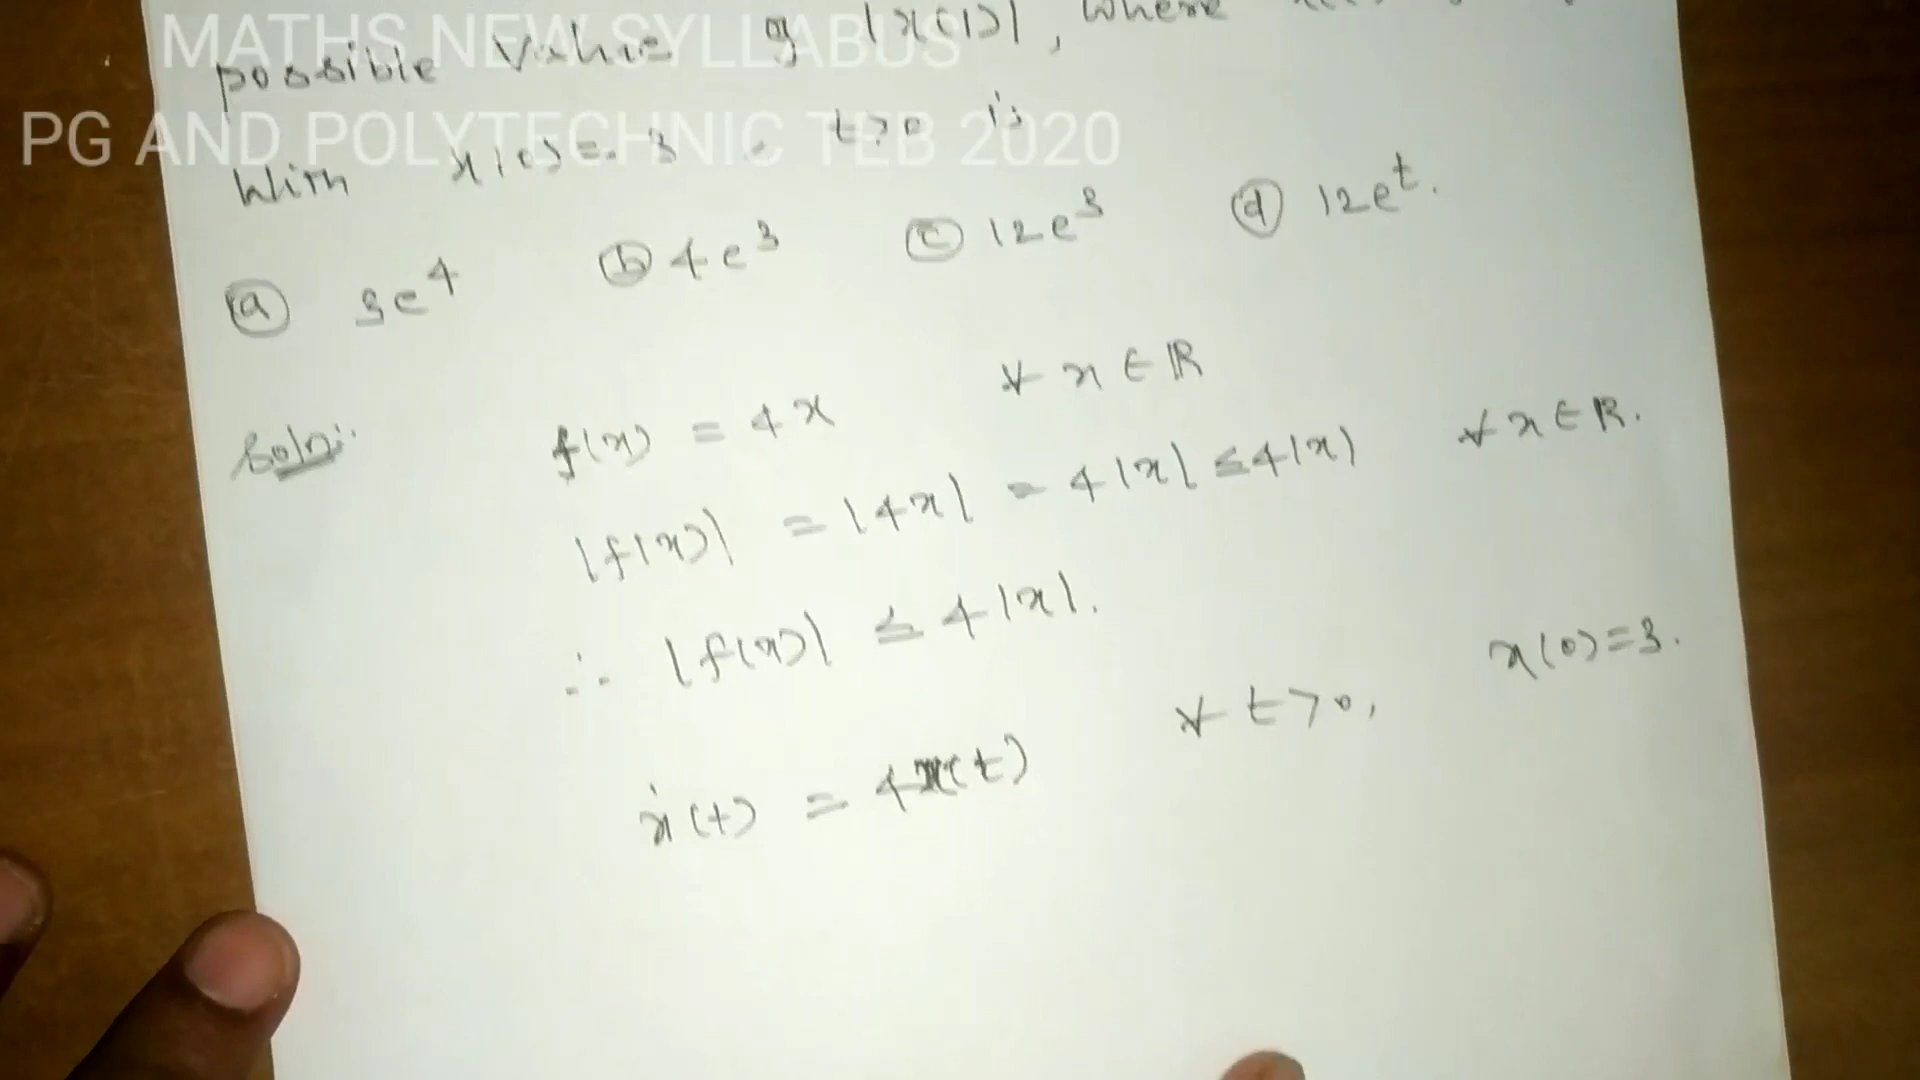 MATHS NEW SYLLABUS
PG AND POLYTECHNIC TEB 2020
possible value of |x(1)|, where
with x(0) = 3, t>0 is
(a) 3e^4 (b) 4e^3 (c) 12e^3 (d) 12e^t.
Soln: f(x) = 4x ∀ x ∈ ℝ
|f(x)| = |4x| = 4|x| ≤ 4|x| ∀ x ∈ R.
∴ |f(x)| ≤ 4|x|.
ẋ(t) = 4x(t) ∀ t>0, x(0)=3.